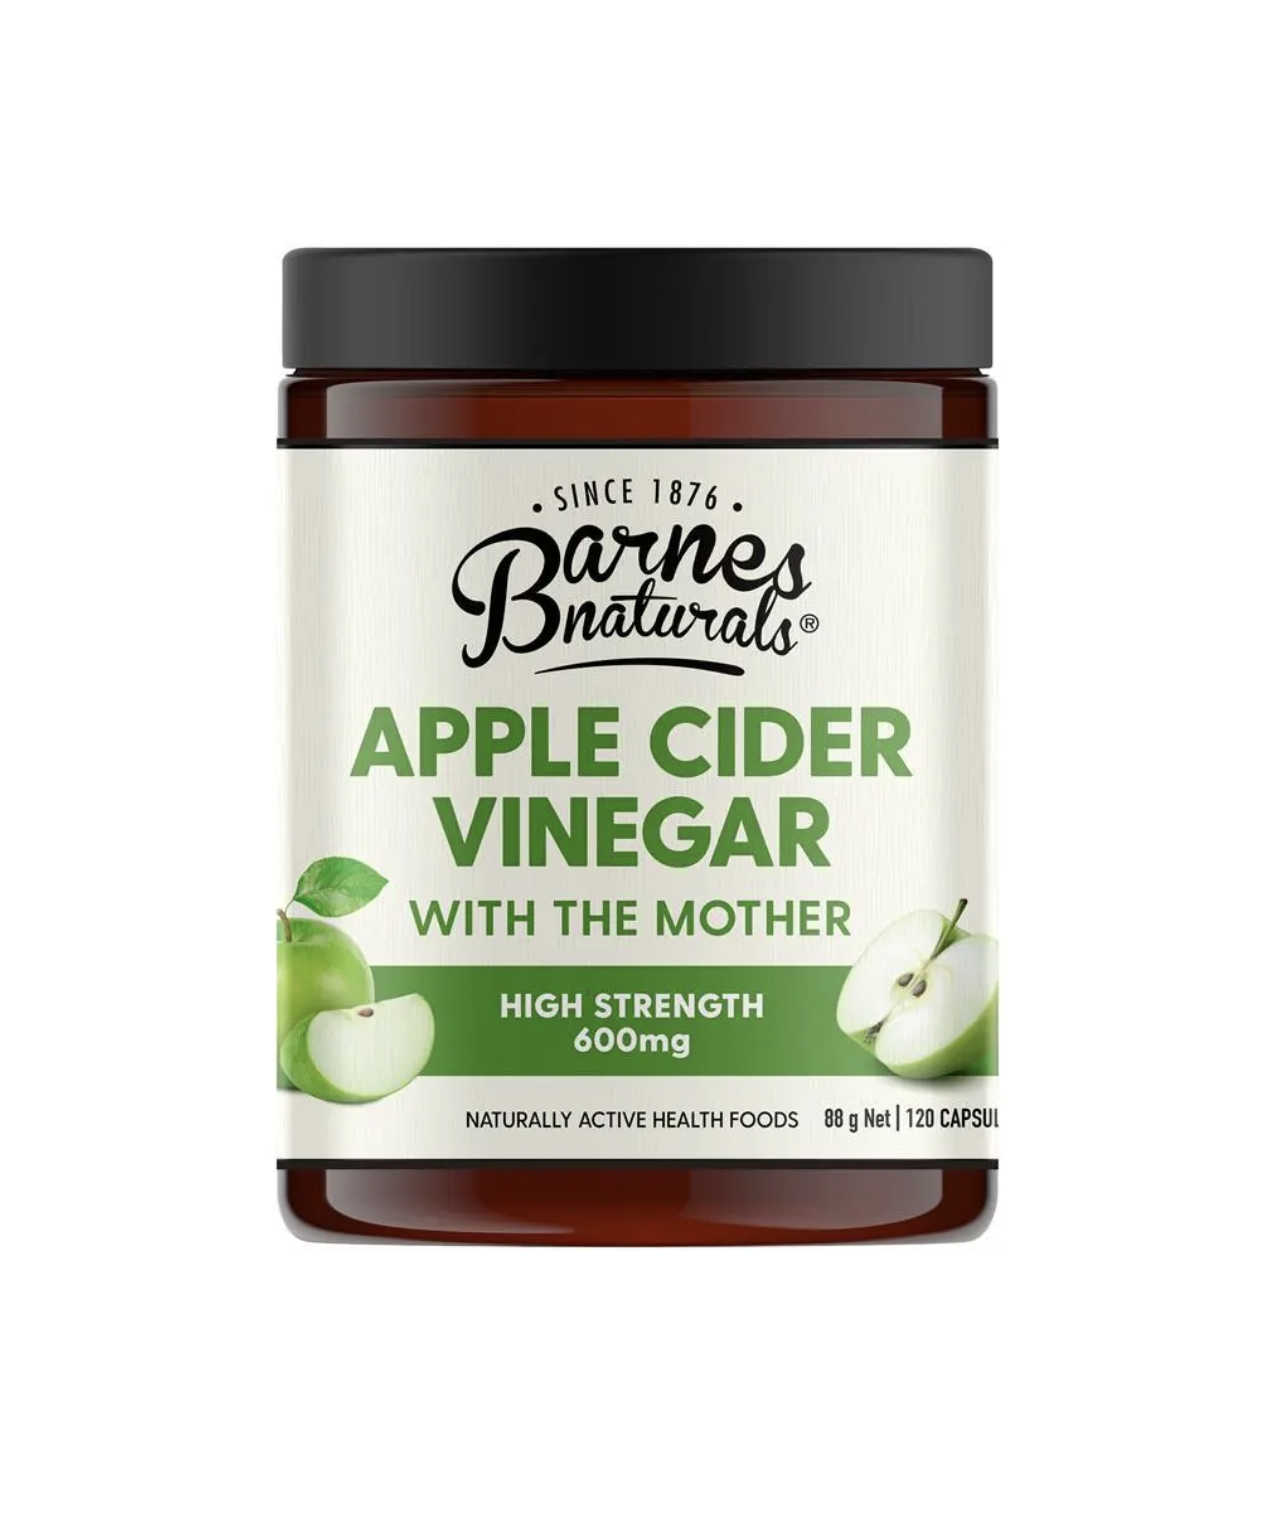 • SINCE 1876 •
Barnes
naturals®
APPLE CIDER
VINEGAR
WITH THE MOTHER
HIGH STRENGTH
600mg
NATURALLY ACTIVE HEALTH FOODS 88 g Net | 120 CAPSUL